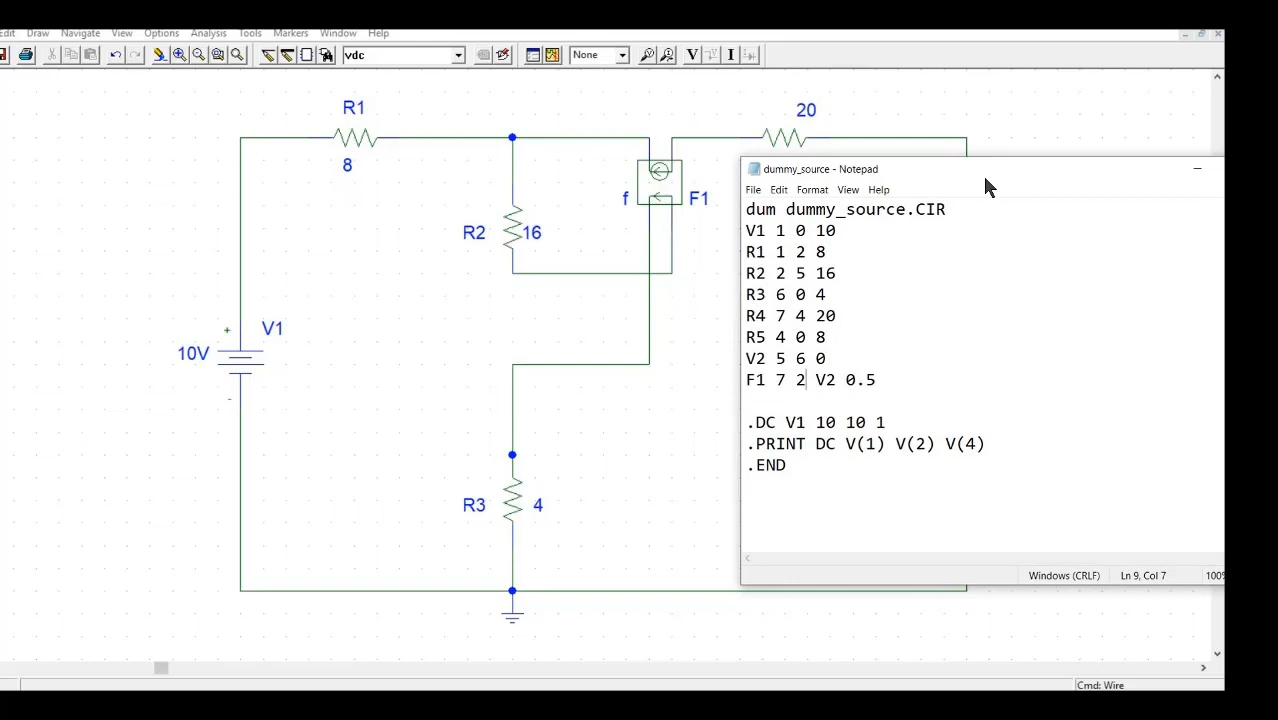 Edit Draw Navigate View Options Analysis Tools Markers Window Help
vdc
None
V
I
R1
8
20
f
F1
R2
16
+
V1
10V
-
R3
4
dummy_source - Notepad
File Edit Format View Help
dum dummy_source.CIR
V1 1 0 10
R1 1 2 8
R2 2 5 16
R3 6 0 4
R4 7 4 20
R5 4 0 8
V2 5 6 0
F1 7 2 V2 0.5
.DC V1 10 10 1
.PRINT DC V(1) V(2) V(4)
.END
Windows (CRLF) Ln 9, Col 7 100%
Cmd: Wire